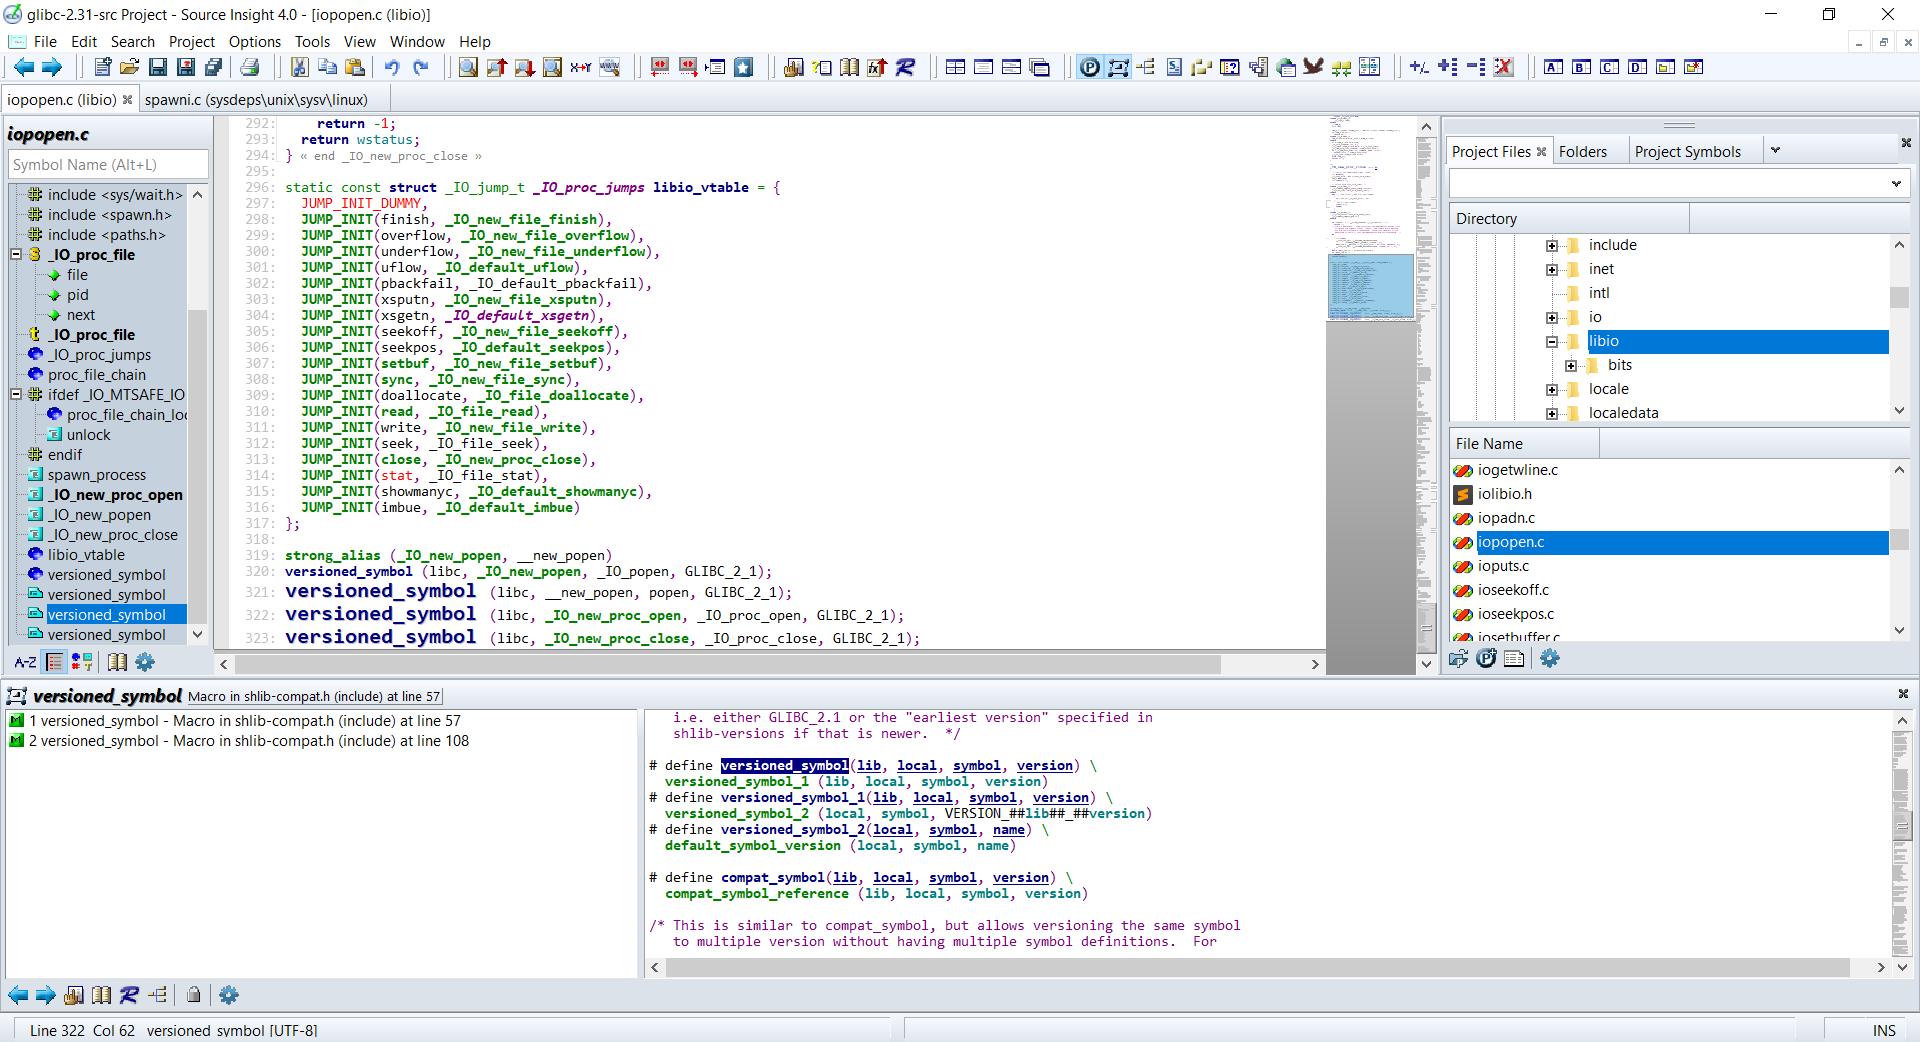 glibc-2.31-src Project - Source Insight 4.0 - [iopopen.c (libio)]
File Edit Search Project Options Tools View Window Help
iopopen.c (libio) spawni.c (sysdeps\unix\sysv\linux)
iopopen.c
Symbol Name (Alt+L)
include <sys/wait.h>
include <spawn.h>
include <paths.h>
_IO_proc_file
file
pid
next
_IO_proc_file
_IO_proc_jumps
proc_file_chain
ifdef _IO_MTSAFE_IO
proc_file_chain_loc
unlock
endif
spawn_process
_IO_new_proc_open
_IO_new_popen
_IO_new_proc_close
libio_vtable
versioned_symbol
versioned_symbol
versioned_symbol
versioned_symbol
A-Z
292: return -1;
293: return wstatus;
294: } « end _IO_new_proc_close »
295:
296: static const struct _IO_jump_t _IO_proc_jumps libio_vtable = {
297: JUMP_INIT_DUMMY,
298: JUMP_INIT(finish, _IO_new_file_finish),
299: JUMP_INIT(overflow, _IO_new_file_overflow),
300: JUMP_INIT(underflow, _IO_new_file_underflow),
301: JUMP_INIT(uflow, _IO_default_uflow),
302: JUMP_INIT(pbackfail, _IO_default_pbackfail),
303: JUMP_INIT(xsputn, _IO_new_file_xsputn),
304: JUMP_INIT(xsgetn, _IO_default_xsgetn),
305: JUMP_INIT(seekoff, _IO_new_file_seekoff),
306: JUMP_INIT(seekpos, _IO_default_seekpos),
307: JUMP_INIT(setbuf, _IO_new_file_setbuf),
308: JUMP_INIT(sync, _IO_new_file_sync),
309: JUMP_INIT(doallocate, _IO_file_doallocate),
310: JUMP_INIT(read, _IO_file_read),
311: JUMP_INIT(write, _IO_new_file_write),
312: JUMP_INIT(seek, _IO_file_seek),
313: JUMP_INIT(close, _IO_new_proc_close),
314: JUMP_INIT(stat, _IO_file_stat),
315: JUMP_INIT(showmanyc, _IO_default_showmanyc),
316: JUMP_INIT(imbue, _IO_default_imbue)
317: };
318:
319: strong_alias (_IO_new_popen, __new_popen)
320: versioned_symbol (libc, _IO_new_popen, _IO_popen, GLIBC_2_1);
321: versioned_symbol (libc, __new_popen, popen, GLIBC_2_1);
322: versioned_symbol (libc, _IO_new_proc_open, _IO_proc_open, GLIBC_2_1);
323: versioned_symbol (libc, _IO_new_proc_close, _IO_proc_close, GLIBC_2_1);
Project Files Folders Project Symbols
Directory
include
inet
intl
io
libio
bits
locale
localedata
File Name
iogetwline.c
iolibio.h
iopadn.c
iopopen.c
ioputs.c
ioseekoff.c
ioseekpos.c
iosetbuffer.c
versioned_symbol Macro in shlib-compat.h (include) at line 57
1 versioned_symbol - Macro in shlib-compat.h (include) at line 57
2 versioned_symbol - Macro in shlib-compat.h (include) at line 108
i.e. either GLIBC_2.1 or the "earliest version" specified in
shlib-versions if that is newer. */
# define versioned_symbol(lib, local, symbol, version) \
versioned_symbol_1 (lib, local, symbol, version)
# define versioned_symbol_1(lib, local, symbol, version) \
versioned_symbol_2 (local, symbol, VERSION_##lib##_##version)
# define versioned_symbol_2(local, symbol, name) \
default_symbol_version (local, symbol, name)
# define compat_symbol(lib, local, symbol, version) \
compat_symbol_reference (lib, local, symbol, version)
/* This is similar to compat_symbol, but allows versioning the same symbol
to multiple version without having multiple symbol definitions. For
Line 322 Col 62 versioned_symbol [UTF-8]
INS